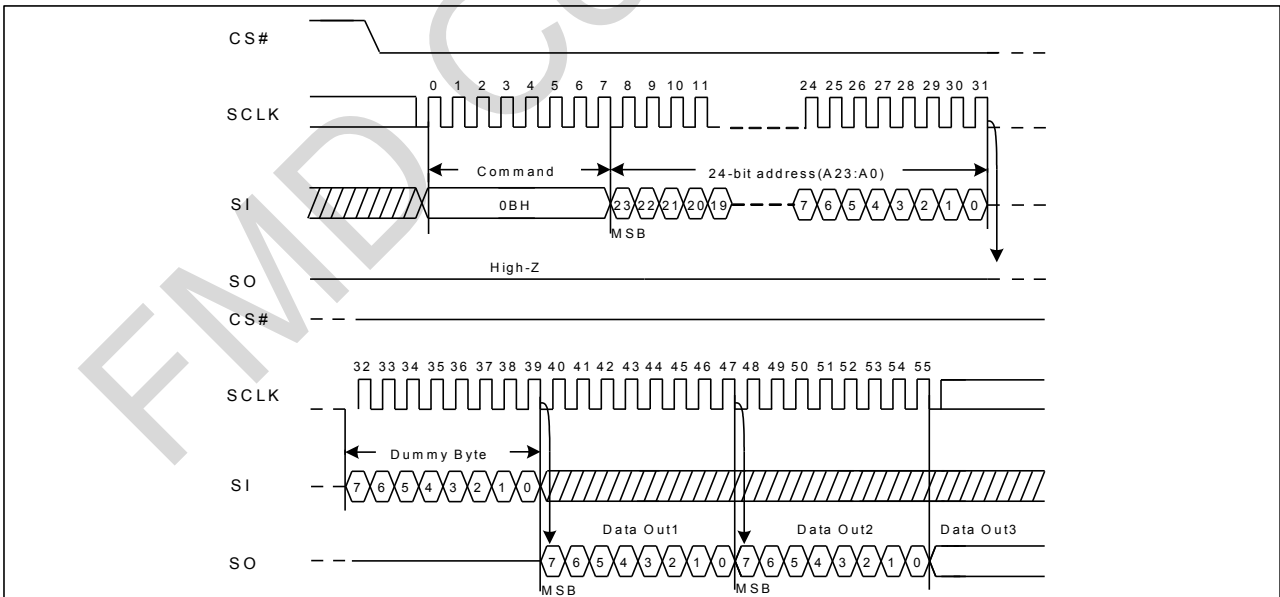 FMD Co
CS#
0 1 2 3 4 5 6 7 8 9 10 11 24 25 26 27 28 29 30 31
SCLK
Command 24-bit address(A23:A0)
SI 0BH 23 22 21 20 19 7 6 5 4 3 2 1 0
MSB
High-Z
SO
CS#
32 33 34 35 36 37 38 39 40 41 42 43 44 45 46 47 48 49 50 51 52 53 54 55
SCLK
Dummy Byte
SI 7 6 5 4 3 2 1 0
Data Out1 Data Out2 Data Out3
SO 7 6 5 4 3 2 1 0 7 6 5 4 3 2 1 0
MSB MSB